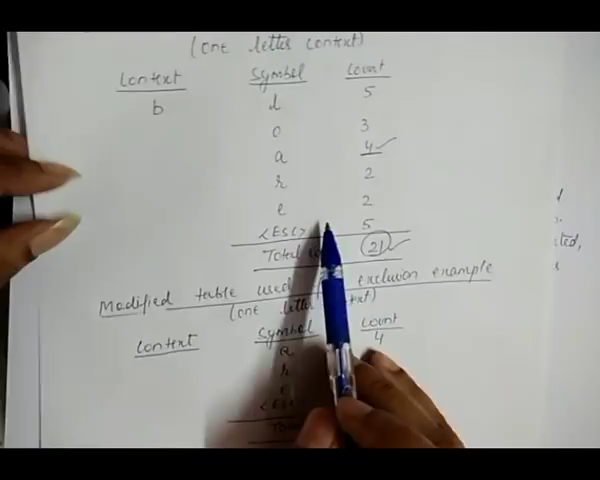 (one letter context)
Context Symbol Count
b l 5
o 3
a 4
r 2
e 2
<ESC> 5
Total 21
Modified table used exclusion example
(one letter
Context Symbol Count
a 4
r
e